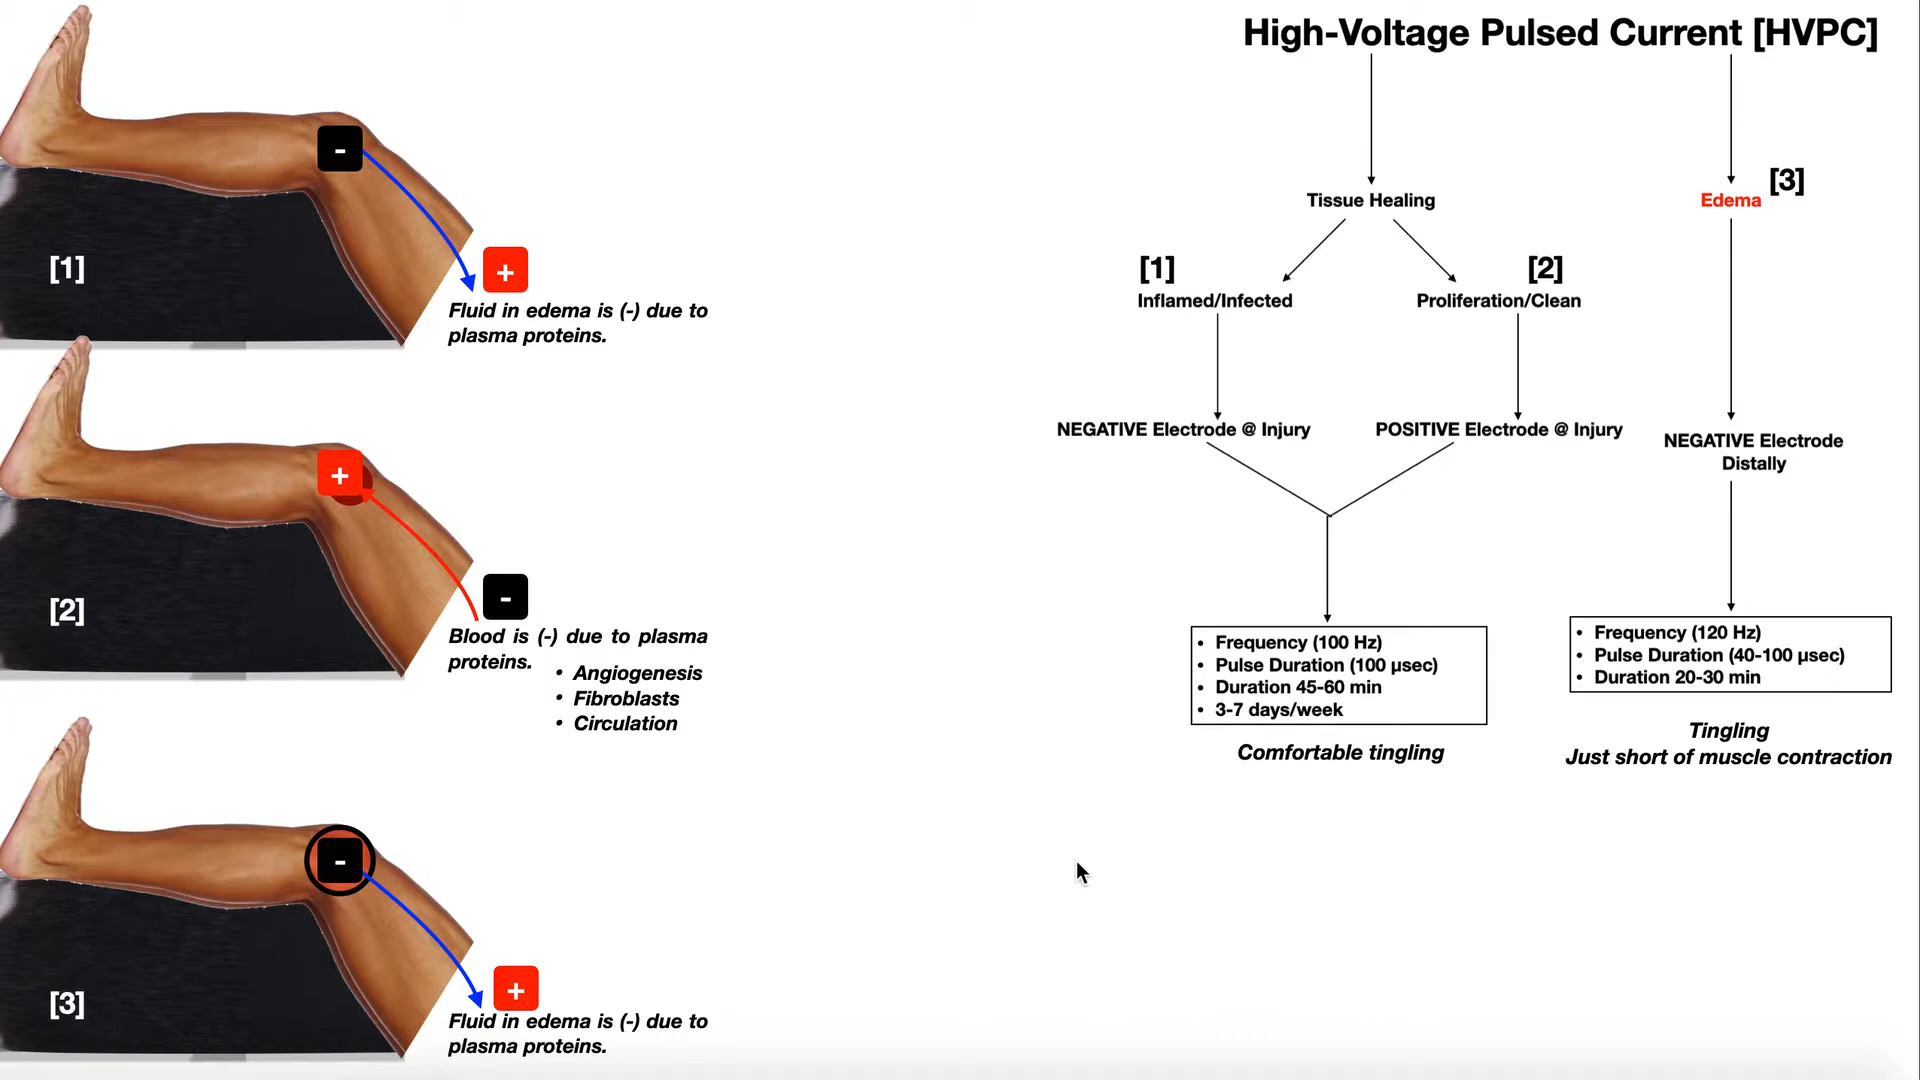 High-Voltage Pulsed Current [HVPC]
-
+
[1]
Fluid in edema is (-) due to
plasma proteins.
+
-
[2]
Blood is (-) due to plasma
proteins.
• Angiogenesis
• Fibroblasts
• Circulation
-
+
[3]
Fluid in edema is (-) due to
plasma proteins.
Tissue Healing
[1]
Inflamed/Infected
NEGATIVE Electrode @ Injury
[2]
Proliferation/Clean
POSITIVE Electrode @ Injury
• Frequency (100 Hz)
• Pulse Duration (100 μsec)
• Duration 45-60 min
• 3-7 days/week
Comfortable tingling
[3]
Edema
NEGATIVE Electrode
Distally
• Frequency (120 Hz)
• Pulse Duration (40-100 μsec)
• Duration 20-30 min
Tingling
Just short of muscle contraction